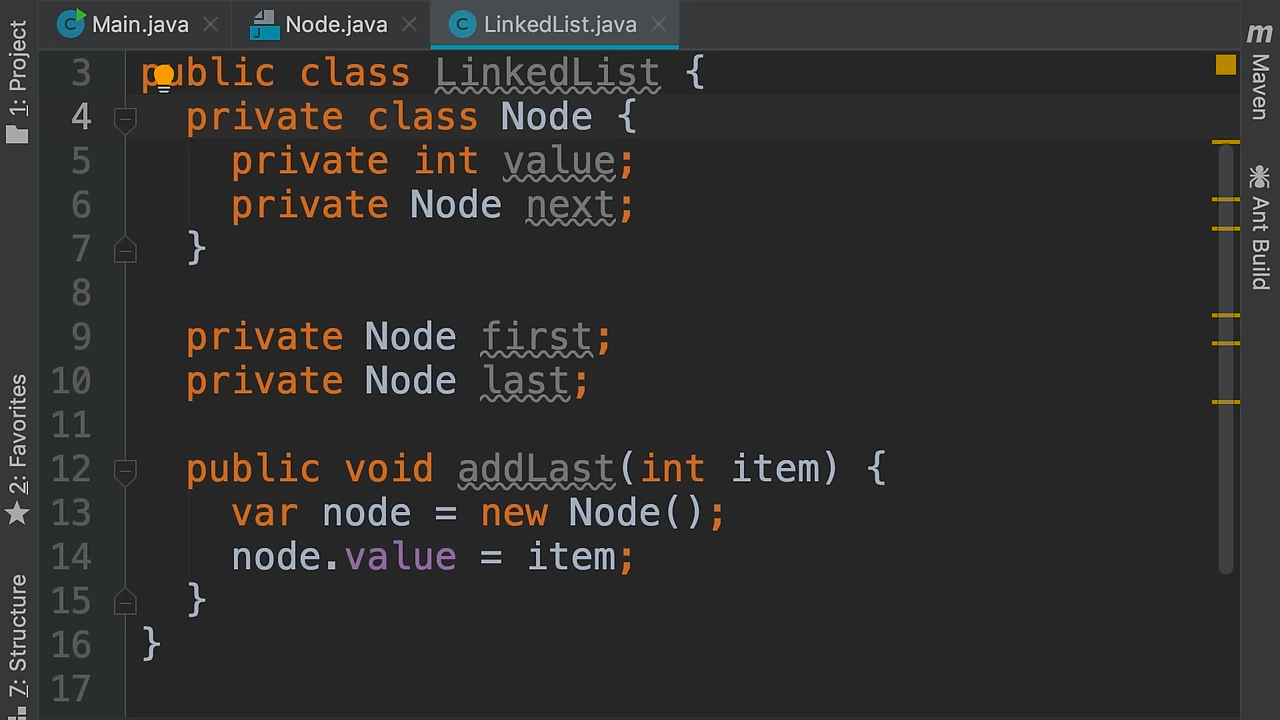 Main.java
Node.java
LinkedList.java
3 public class LinkedList {
4 private class Node {
5 private int value;
6 private Node next;
7 }
8
9 private Node first;
10 private Node last;
11
12 public void addLast(int item) {
13 var node = new Node();
14 node.value = item;
15 }
16 }
17
1: Project
2: Favorites
7: Structure
m Maven
Ant Build